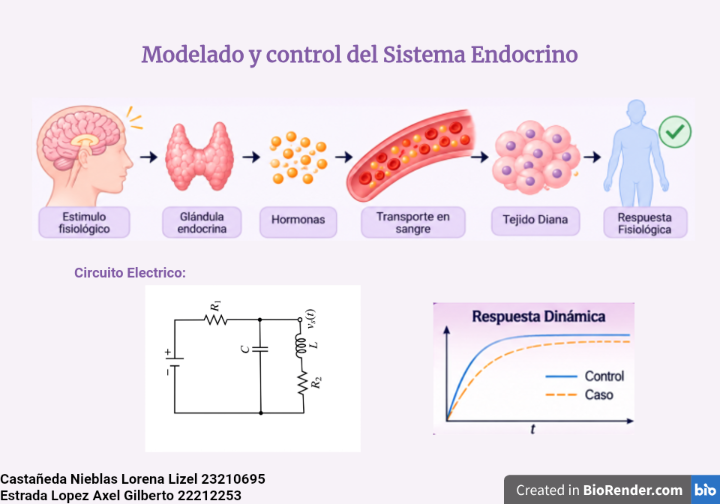 Modelado y control del Sistema Endocrino
Estimulo
fisiológico
Glándula
endocrina
Hormonas
Transporte en
sangre
Tejido Diana
Respuesta
Fisiológica
Circuito Electrico:
R1
+
−
C
vs(t)
L
R2
Respuesta Dinámica
Control
Caso
t
Castañeda Nieblas Lorena Lizel 23210695
Estrada Lopez Axel Gilberto 22212253
Created in BioRender.com bio